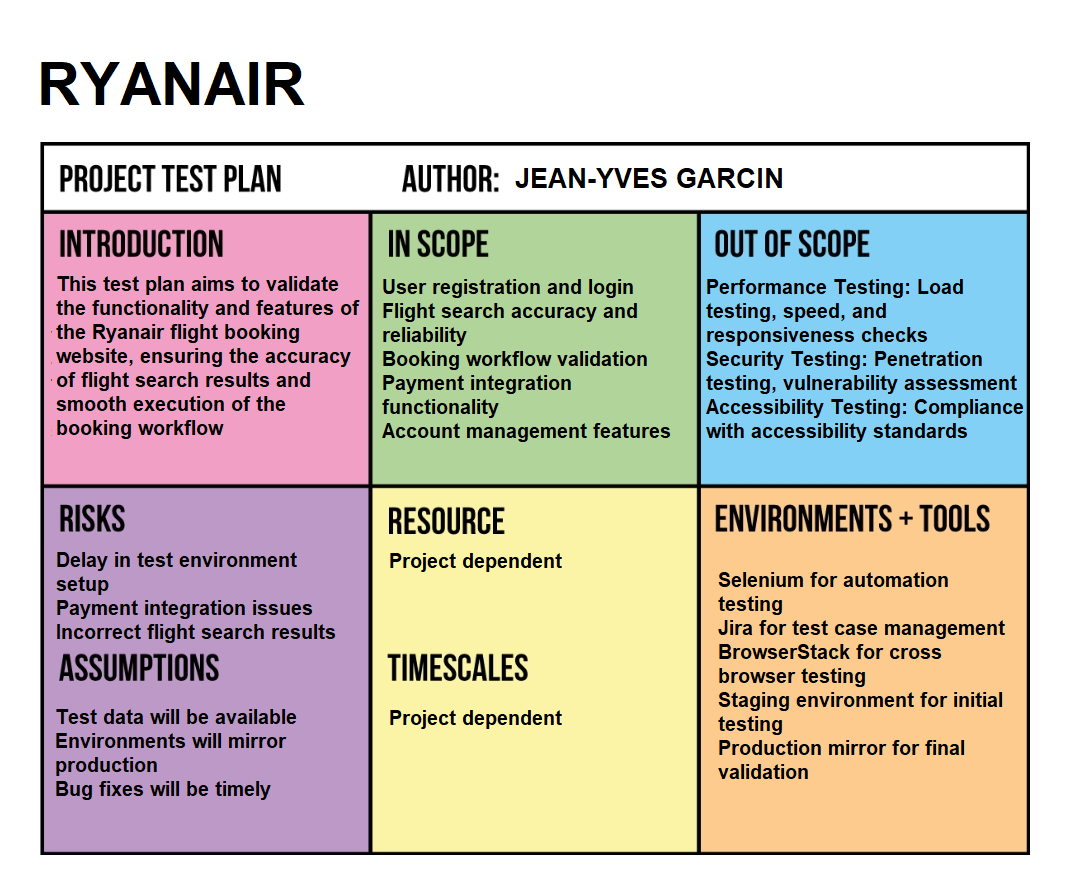 RYANAIR
PROJECT TEST PLAN AUTHOR: JEAN-YVES GARCIN
INTRODUCTION
This test plan aims to validate
the functionality and features of
the Ryanair flight booking
website, ensuring the accuracy
of flight search results and
smooth execution of the
booking workflow
IN SCOPE
User registration and login
Flight search accuracy and
reliability
Booking workflow validation
Payment integration
functionality
Account management features
OUT OF SCOPE
Performance Testing: Load
testing, speed, and
responsiveness checks
Security Testing: Penetration
testing, vulnerability assessment
Accessibility Testing: Compliance
with accessibility standards
RISKS
Delay in test environment
setup
Payment integration issues
Incorrect flight search results
ASSUMPTIONS
Test data will be available
Environments will mirror
production
Bug fixes will be timely
RESOURCE
Project dependent
TIMESCALES
Project dependent
ENVIRONMENTS + TOOLS
Selenium for automation
testing
Jira for test case management
BrowserStack for cross
browser testing
Staging environment for initial
testing
Production mirror for final
validation